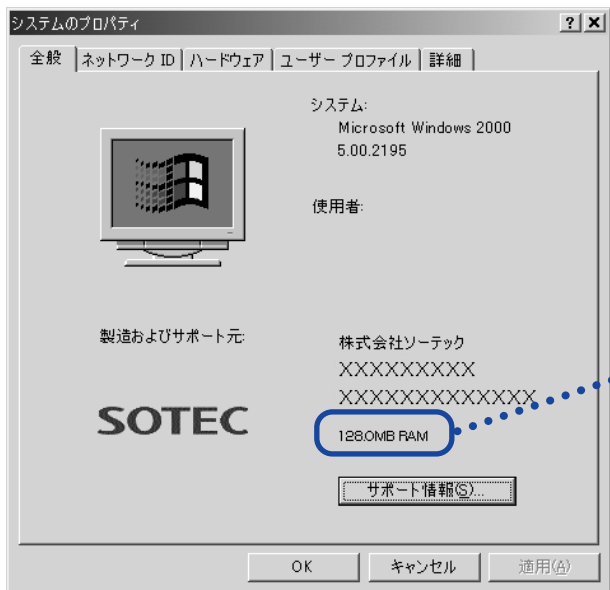 システムのプロパティ
全般 ネットワーク ID ハードウェア ユーザー プロファイル 詳細
システム:
Microsoft Windows 2000
5.00.2195
使用者:
製造およびサポート元:
株式会社ソーテック
XXXXXXXXX
XXXXXXXXXXXXX
SOTEC
128.0MB RAM
サポート情報(S)...
OK キャンセル 適用(A)